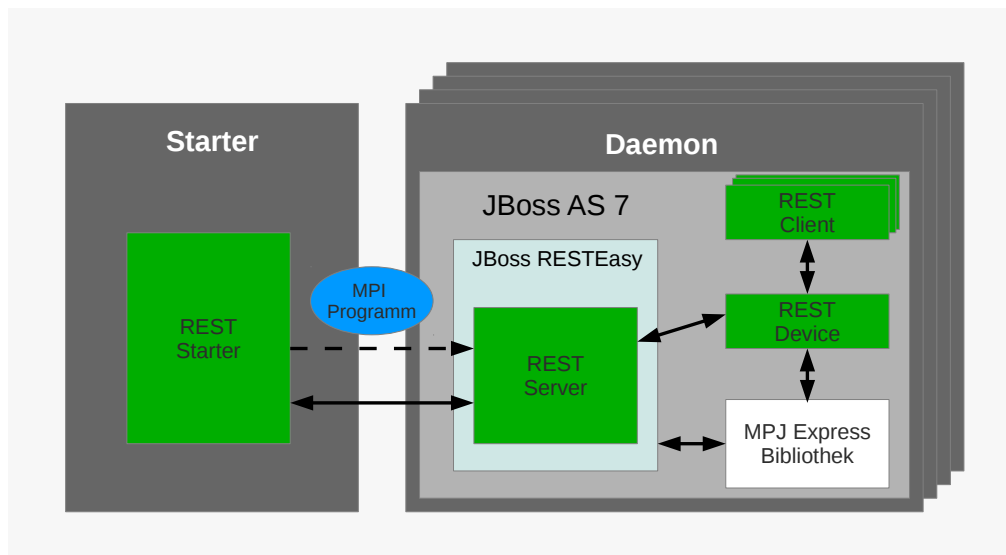 Starter
REST
Starter
MPI
Programm
Daemon
JBoss AS 7
JBoss RESTEasy
REST
Server
REST
Client
REST
Device
MPJ Express
Bibliothek